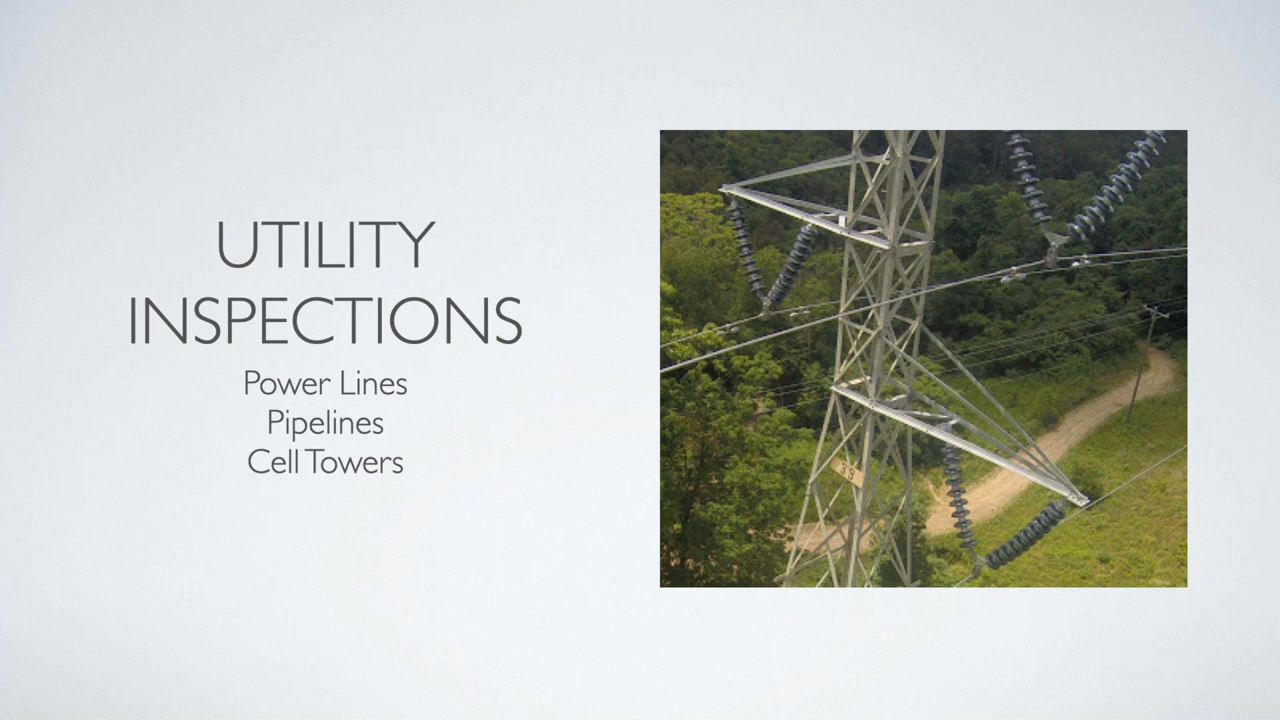 UTILITY
INSPECTIONS
Power Lines
Pipelines
Cell Towers